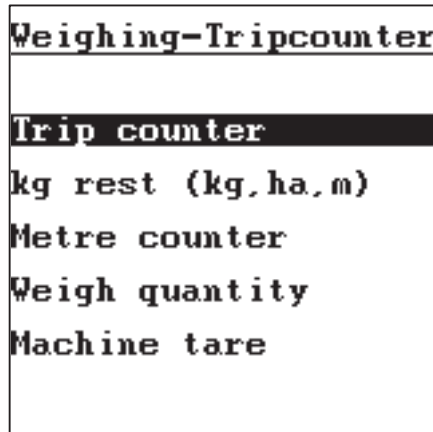 Weighing-Tripcounter
Trip counter
kg rest (kg,ha,m)
Metre counter
Weigh quantity
Machine tare